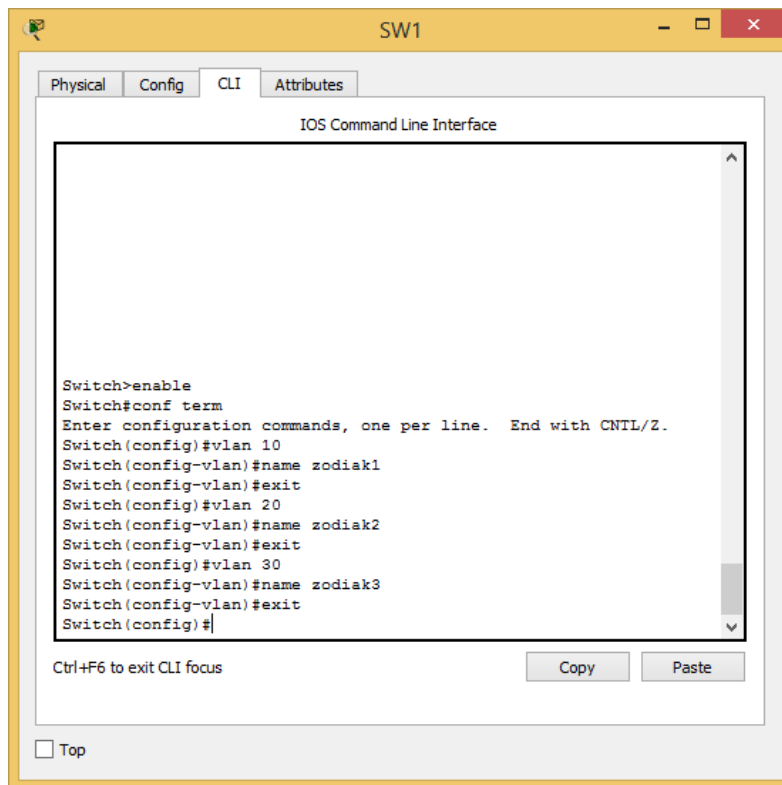 SW1
Physical Config CLI Attributes
IOS Command Line Interface
Switch>enable
Switch#conf term
Enter configuration commands, one per line.  End with CNTL/Z.
Switch(config)#vlan 10
Switch(config-vlan)#name zodiak1
Switch(config-vlan)#exit
Switch(config)#vlan 20
Switch(config-vlan)#name zodiak2
Switch(config-vlan)#exit
Switch(config)#vlan 30
Switch(config-vlan)#name zodiak3
Switch(config-vlan)#exit
Switch(config)#
Ctrl+F6 to exit CLI focus Copy Paste
Top